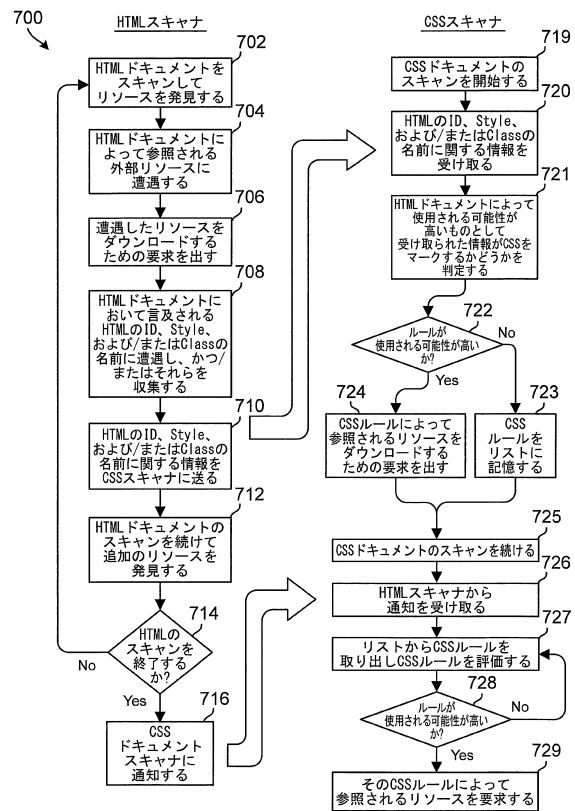 700
HTMLスキャナ
702
HTMLドキュメントを
スキャンして
リソースを発見する
704
HTMLドキュメントに
よって参照される
外部リソースに
遭遇する
706
遭遇したリソースを
ダウンロードする
ための要求を出す
708
HTMLドキュメントに
おいて言及される
HTMLのID、Style、
および/またはClassの
名前に遭遇し、かつ/
またはそれらを
収集する
710
HTMLのID、Style、
および/またはClassの
名前に関する情報を
CSSスキャナに送る
712
HTMLドキュメントの
スキャンを続けて
追加のリソースを
発見する
714
HTMLの
スキャンを
終了する
か?
No
Yes
716
CSS
ドキュメント
スキャナに
通知する
CSSスキャナ
719
CSSドキュメントの
スキャンを開始する
720
HTMLのID、Style、
および/またはClassの
名前に関する情報を
受け取る
721
HTMLドキュメントによって
使用される可能性が
高いものとして
受け取られた情報がCSSを
マークするかどうかを
判定する
722
ルールが
使用される可能性が高い
か?
No
Yes
724
CSSルールによって
参照されるリソースを
ダウンロードする
ための要求を出す
723
CSS
ルールを
リストに
記憶する
725
CSSドキュメントのスキャンを続ける
726
HTMLスキャナから
通知を受け取る
727
リストからCSSルールを
取り出しCSSルールを評価する
728
ルールが
使用される可能性が高い
か?
No
Yes
729
そのCSSルールによって
参照されるリソースを要求する